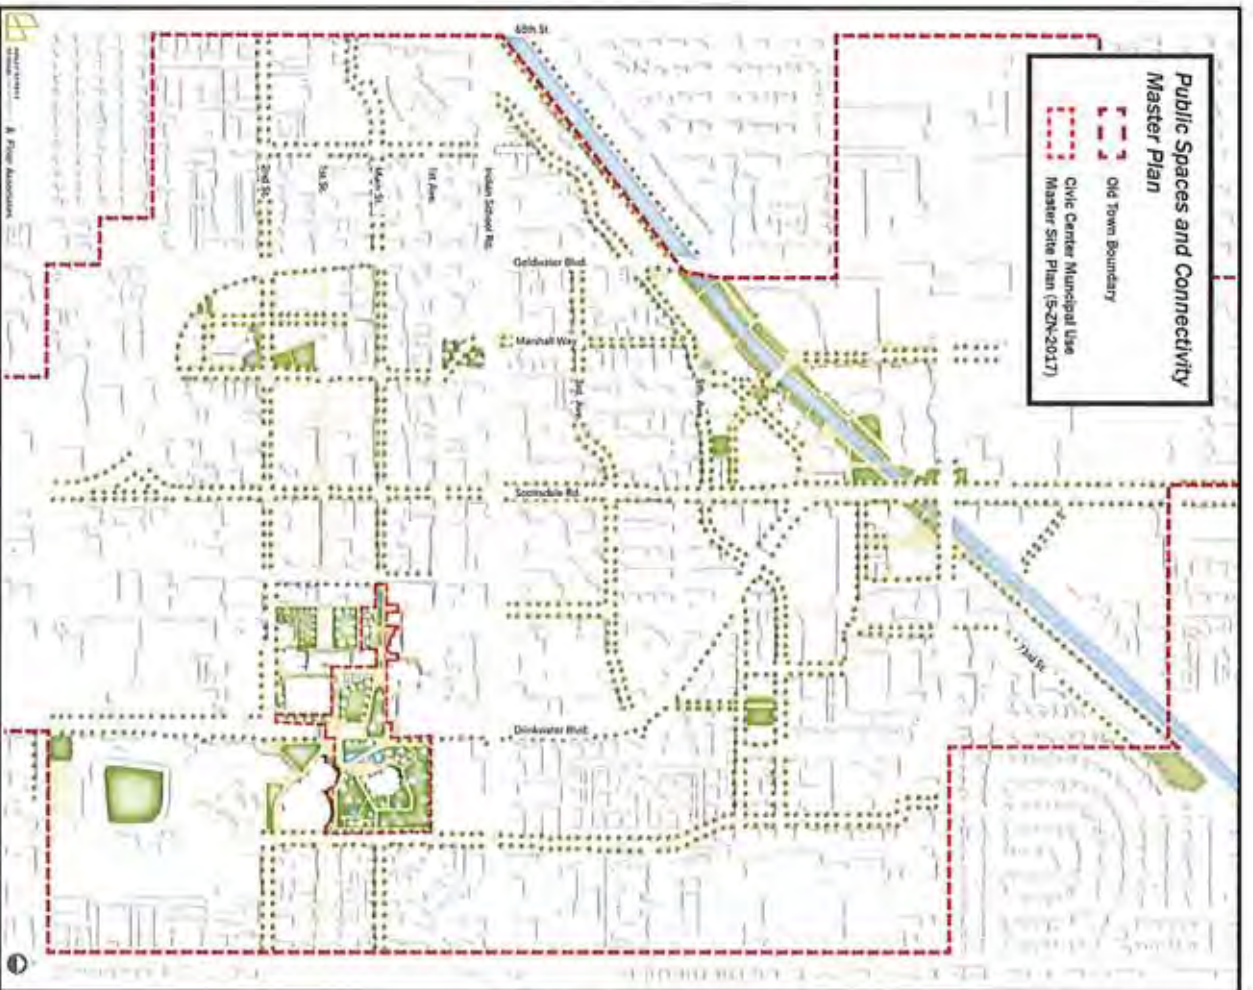 Public Spaces and Connectivity
Master Plan
Old Town Boundary
Civic Center Municipal Use
Master Site Plan (5-ZN-2017)
68th St.
2nd St.
1st St.
Main St.
1st Ave.
Indian School Rd.
Goldwater Blvd.
Marshall Way
3rd. Ave.
5th. Ave.
Scottsdale Rd.
73rd St.
Drinkwater Blvd.